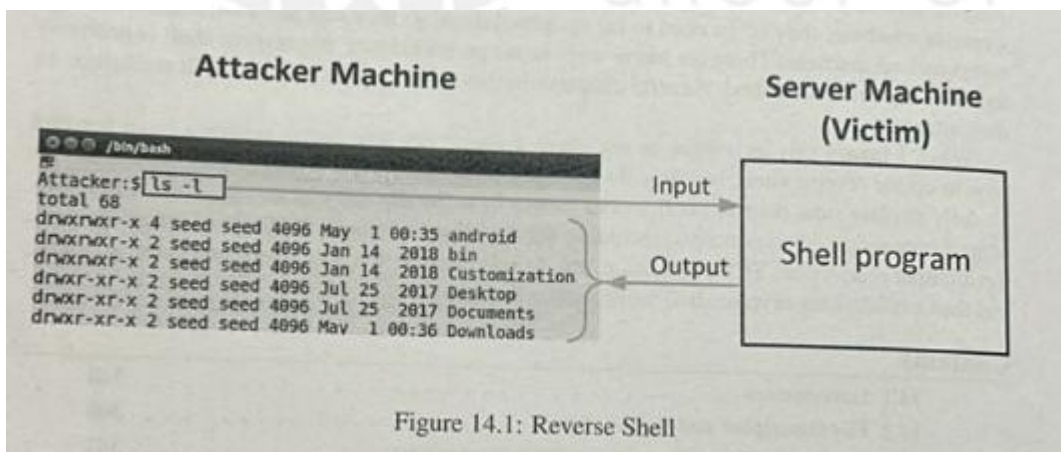 Attacker Machine
Server Machine
(Victim)
/bin/bash
Attacker:$ ls -l
total 68
drwxrwxr-x 4 seed seed 4096 May 1 00:35 android
drwxrwxr-x 2 seed seed 4096 Jan 14 2018 bin
drwxrwxr-x 2 seed seed 4096 Jan 14 2018 Customization
drwxr-xr-x 2 seed seed 4096 Jul 25 2017 Desktop
drwxr-xr-x 2 seed seed 4096 Jul 25 2017 Documents
drwxr-xr-x 2 seed seed 4096 May 1 00:36 Downloads
Input
Output
Shell program
Figure 14.1: Reverse Shell